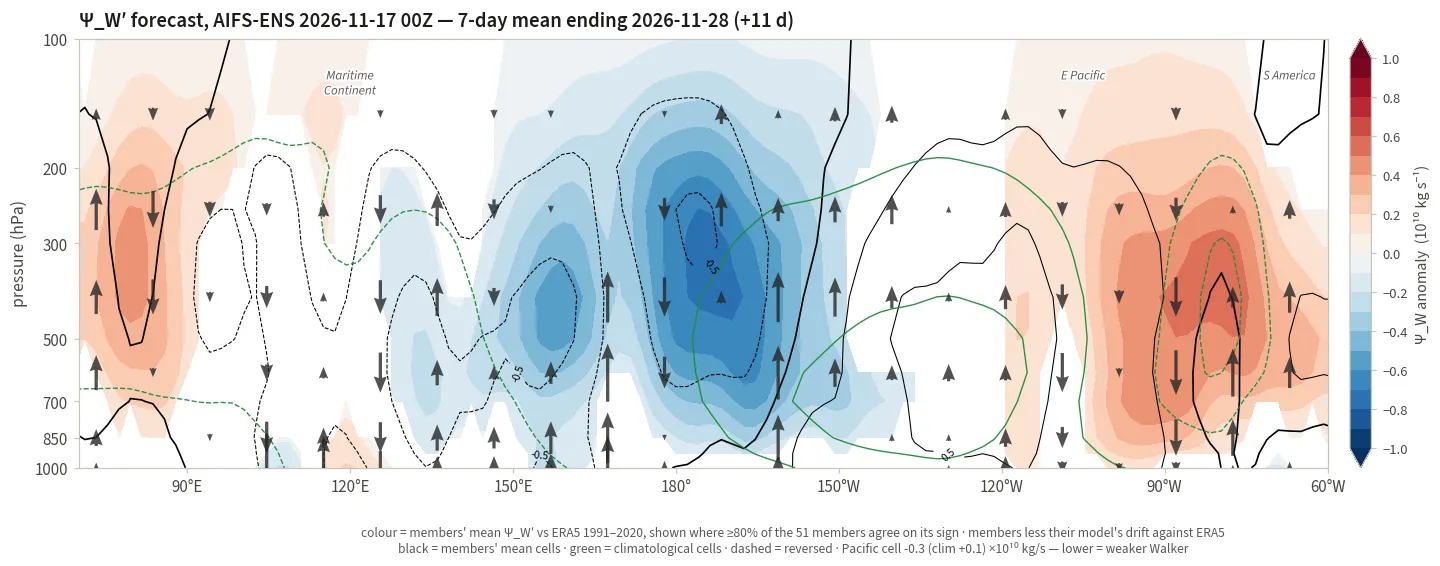 Ψ_W′ forecast, AIFS-ENS 2026-11-17 00Z — 7-day mean ending 2026-11-28 (+11 d)
pressure (hPa)
100
200
300
400
500
700
850
1000
90°E
120°E
150°E
180°
150°W
120°W
90°W
60°W
Maritime
Continent
E Pacific
S America
-0.5
-0.5
-0.5
0.5
1.0
0.8
0.6
0.4
0.2
0.0
−0.2
−0.4
−0.6
−0.8
−1.0
Ψ_W anomaly (10¹⁰ kg s⁻¹)
colour = members' mean Ψ_W′ vs ERA5 1991–2020, shown where ≥80% of the 51 members agree on its sign · members less their model's drift against ERA5
black = members' mean cells · green = climatological cells · dashed = reversed · Pacific cell -0.3 (clim +0.1) ×10¹⁰ kg/s — lower = weaker Walker